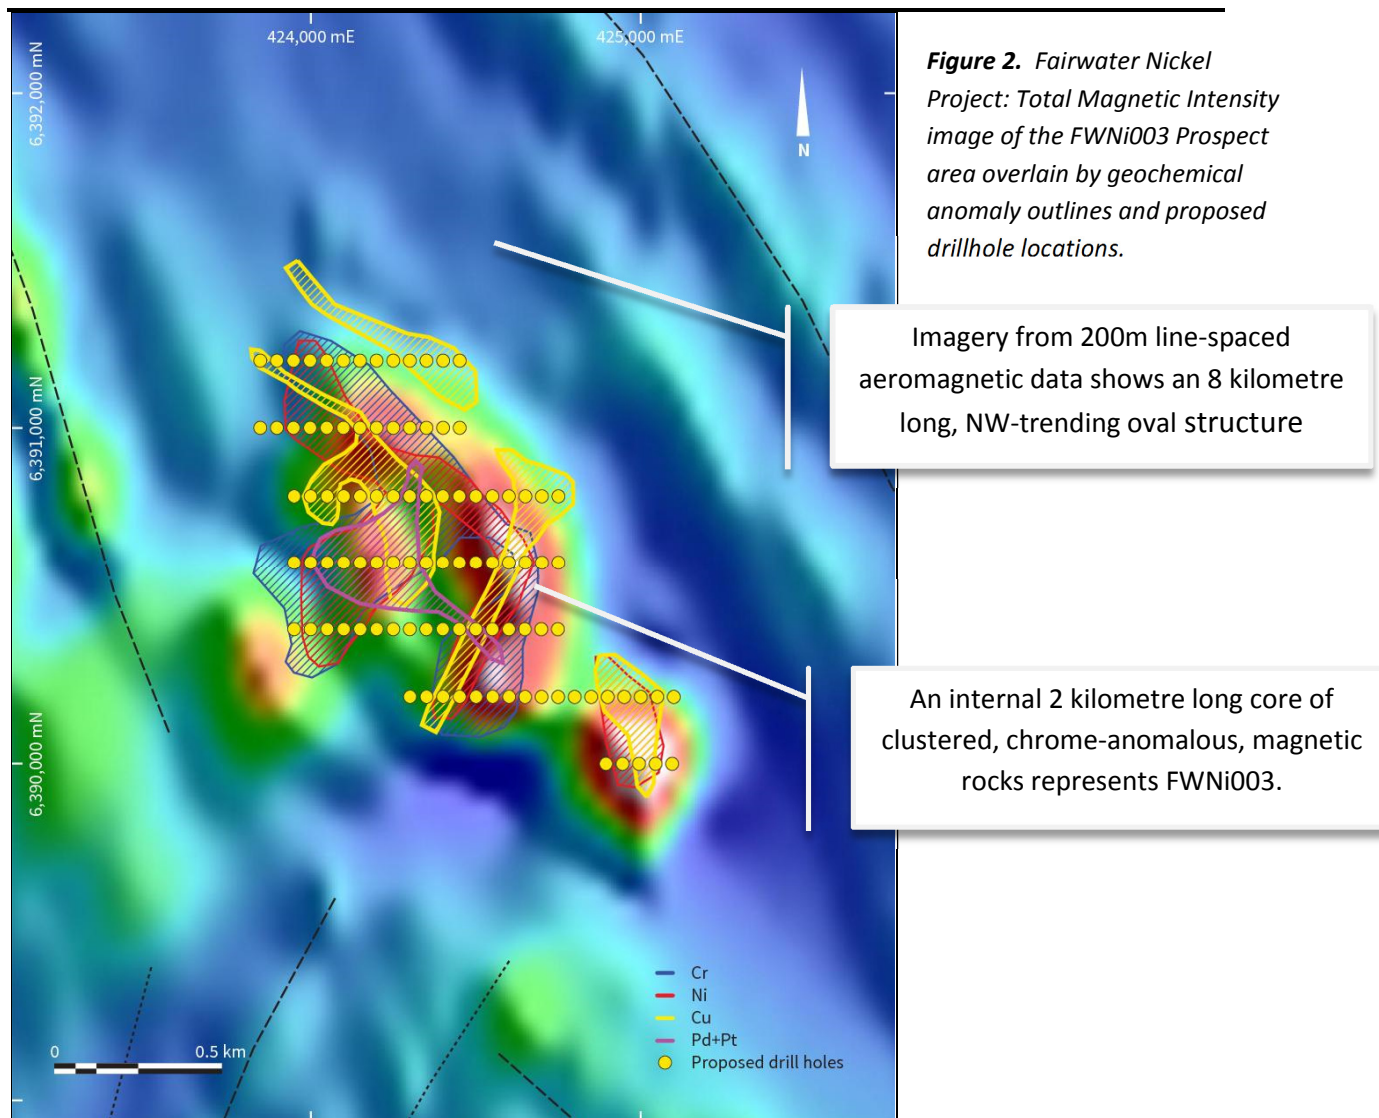 424,000 mE
425,000 mE
6,392,000 mN
6,391,000 mN
6,390,000 mN
N
Figure 2. Fairwater Nickel
Project: Total Magnetic Intensity
image of the FWNi003 Prospect
area overlain by geochemical
anomaly outlines and proposed
drillhole locations.
Imagery from 200m line-spaced
aeromagnetic data shows an 8 kilometre
long, NW-trending oval structure
An internal 2 kilometre long core of
clustered, chrome-anomalous, magnetic
rocks represents FWNi003.
Cr
Ni
Cu
Pd+Pt
Proposed drill holes
0
0.5 km